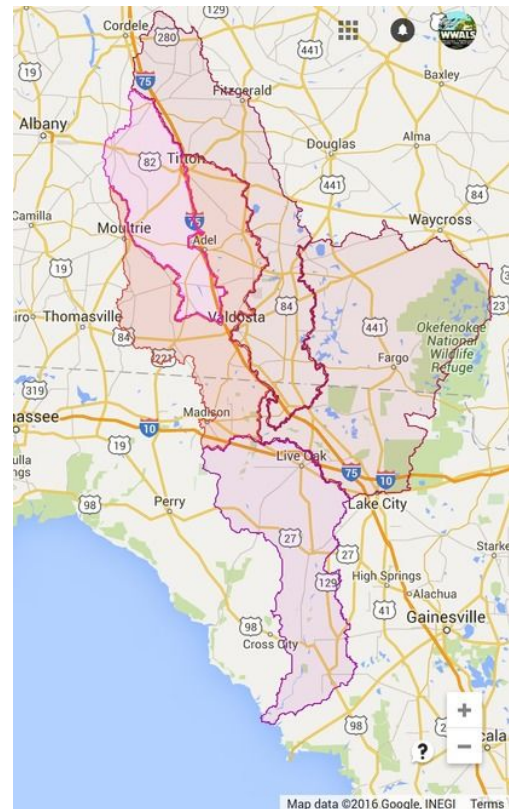 Cordele
129
280
WWALS
441
19
75
Fitzgerald
Baxley
Albany
Douglas
Alma
82
Tifton
441
84
Camilla
Moultrie
75
Waycross
Adel
19
84
23
Valdosta
441
Okefenokee
National
Wildlife
Refuge
Thomasville
84
221
Fargo
319
Madison
10
19
Live Oak
75
10
98
Perry
Lake City
27
27
Starke
129
High Springs
Alachua
41
98
Gainesville
Cross City
+
98
?
−
Map data ©2016 Google, INEGI Terms